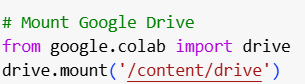 # Mount Google Drive
from google.colab import drive
drive.mount('/content/drive')